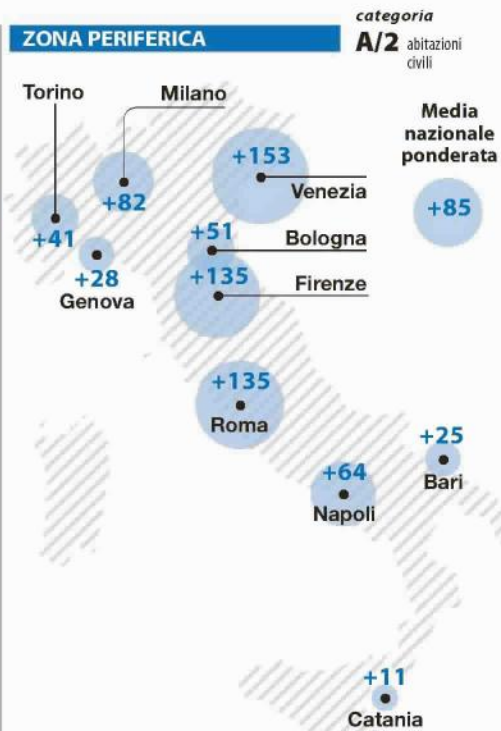 categoria
ZONA PERIFERICA
A/2 abitazioni
civili
Torino
Milano
Media
nazionale
ponderata
+153
Venezia
+82
+85
+41
+51
Bologna
+28
Genova
+135
Firenze
+135
Roma
+25
Bari
+64
Napoli
+11
Catania